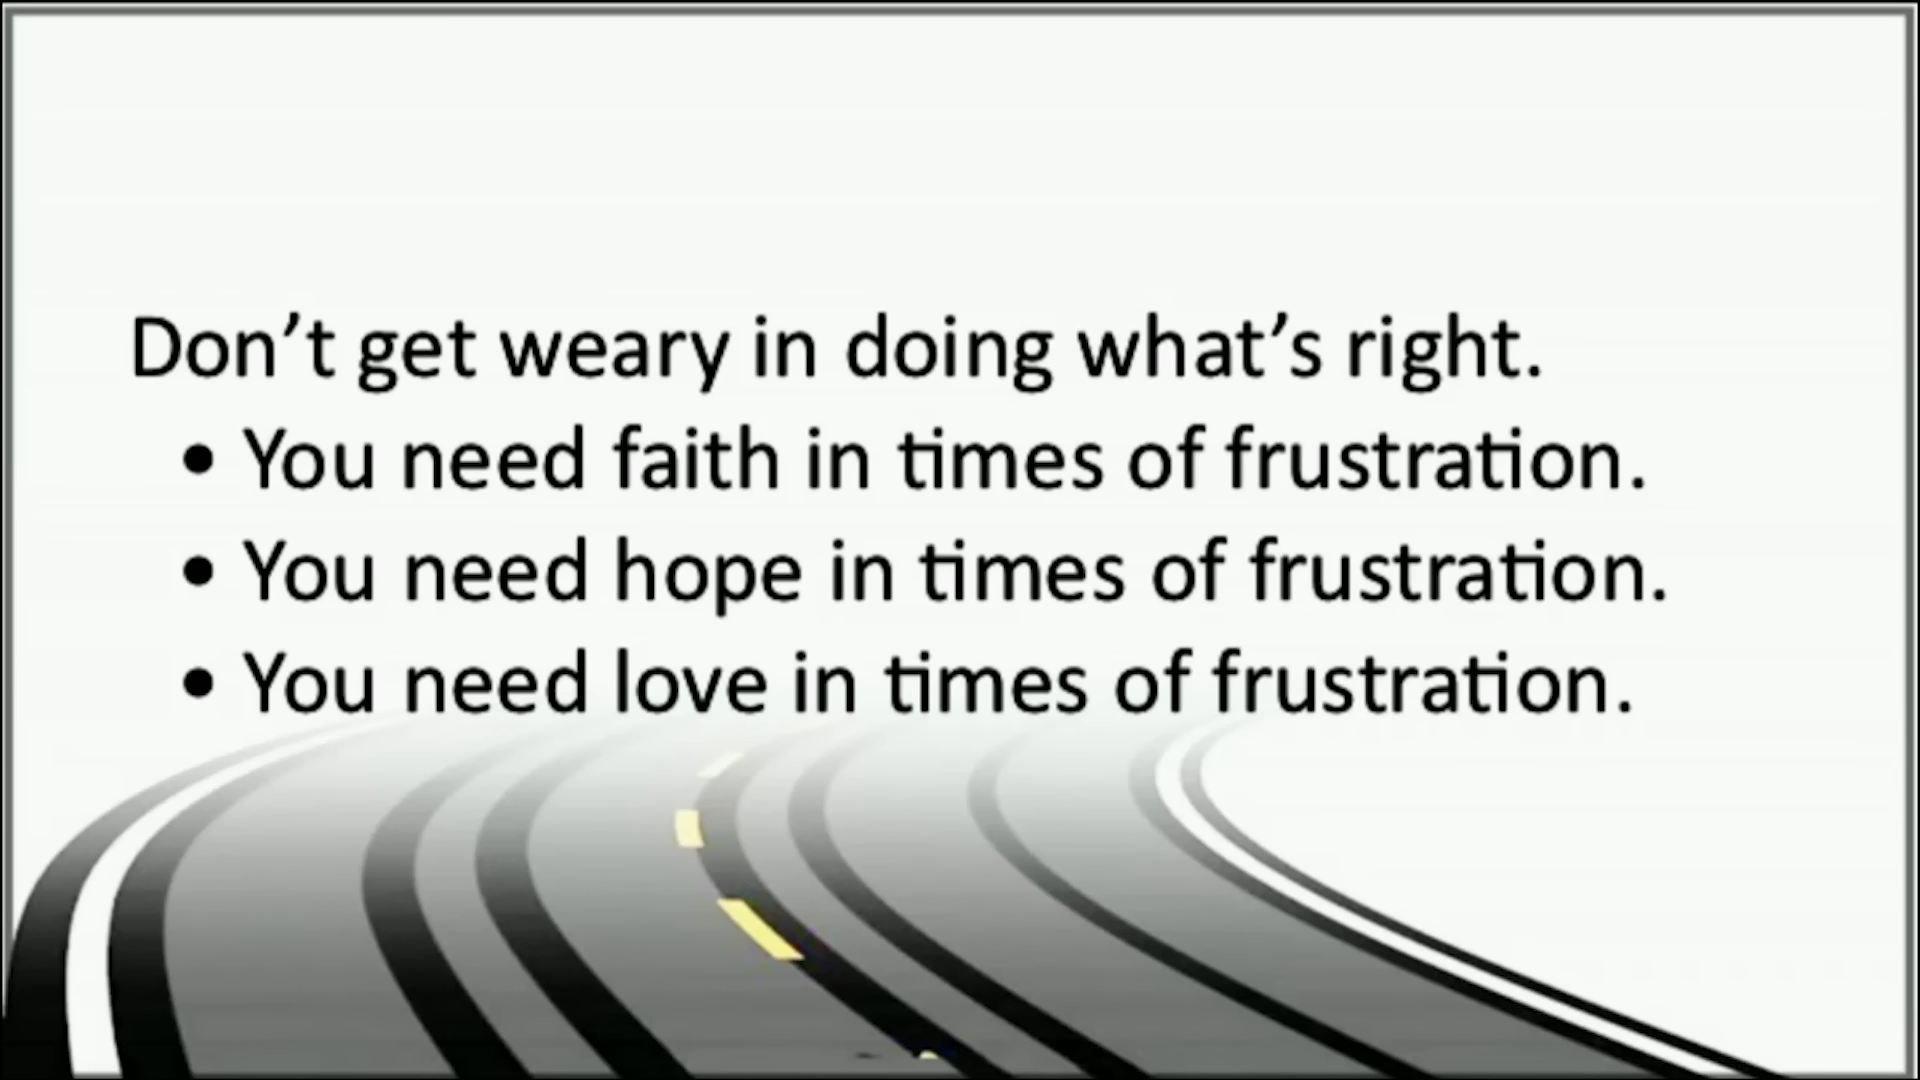 Don’t get weary in doing what’s right.
• You need faith in times of frustration.
• You need hope in times of frustration.
• You need love in times of frustration.